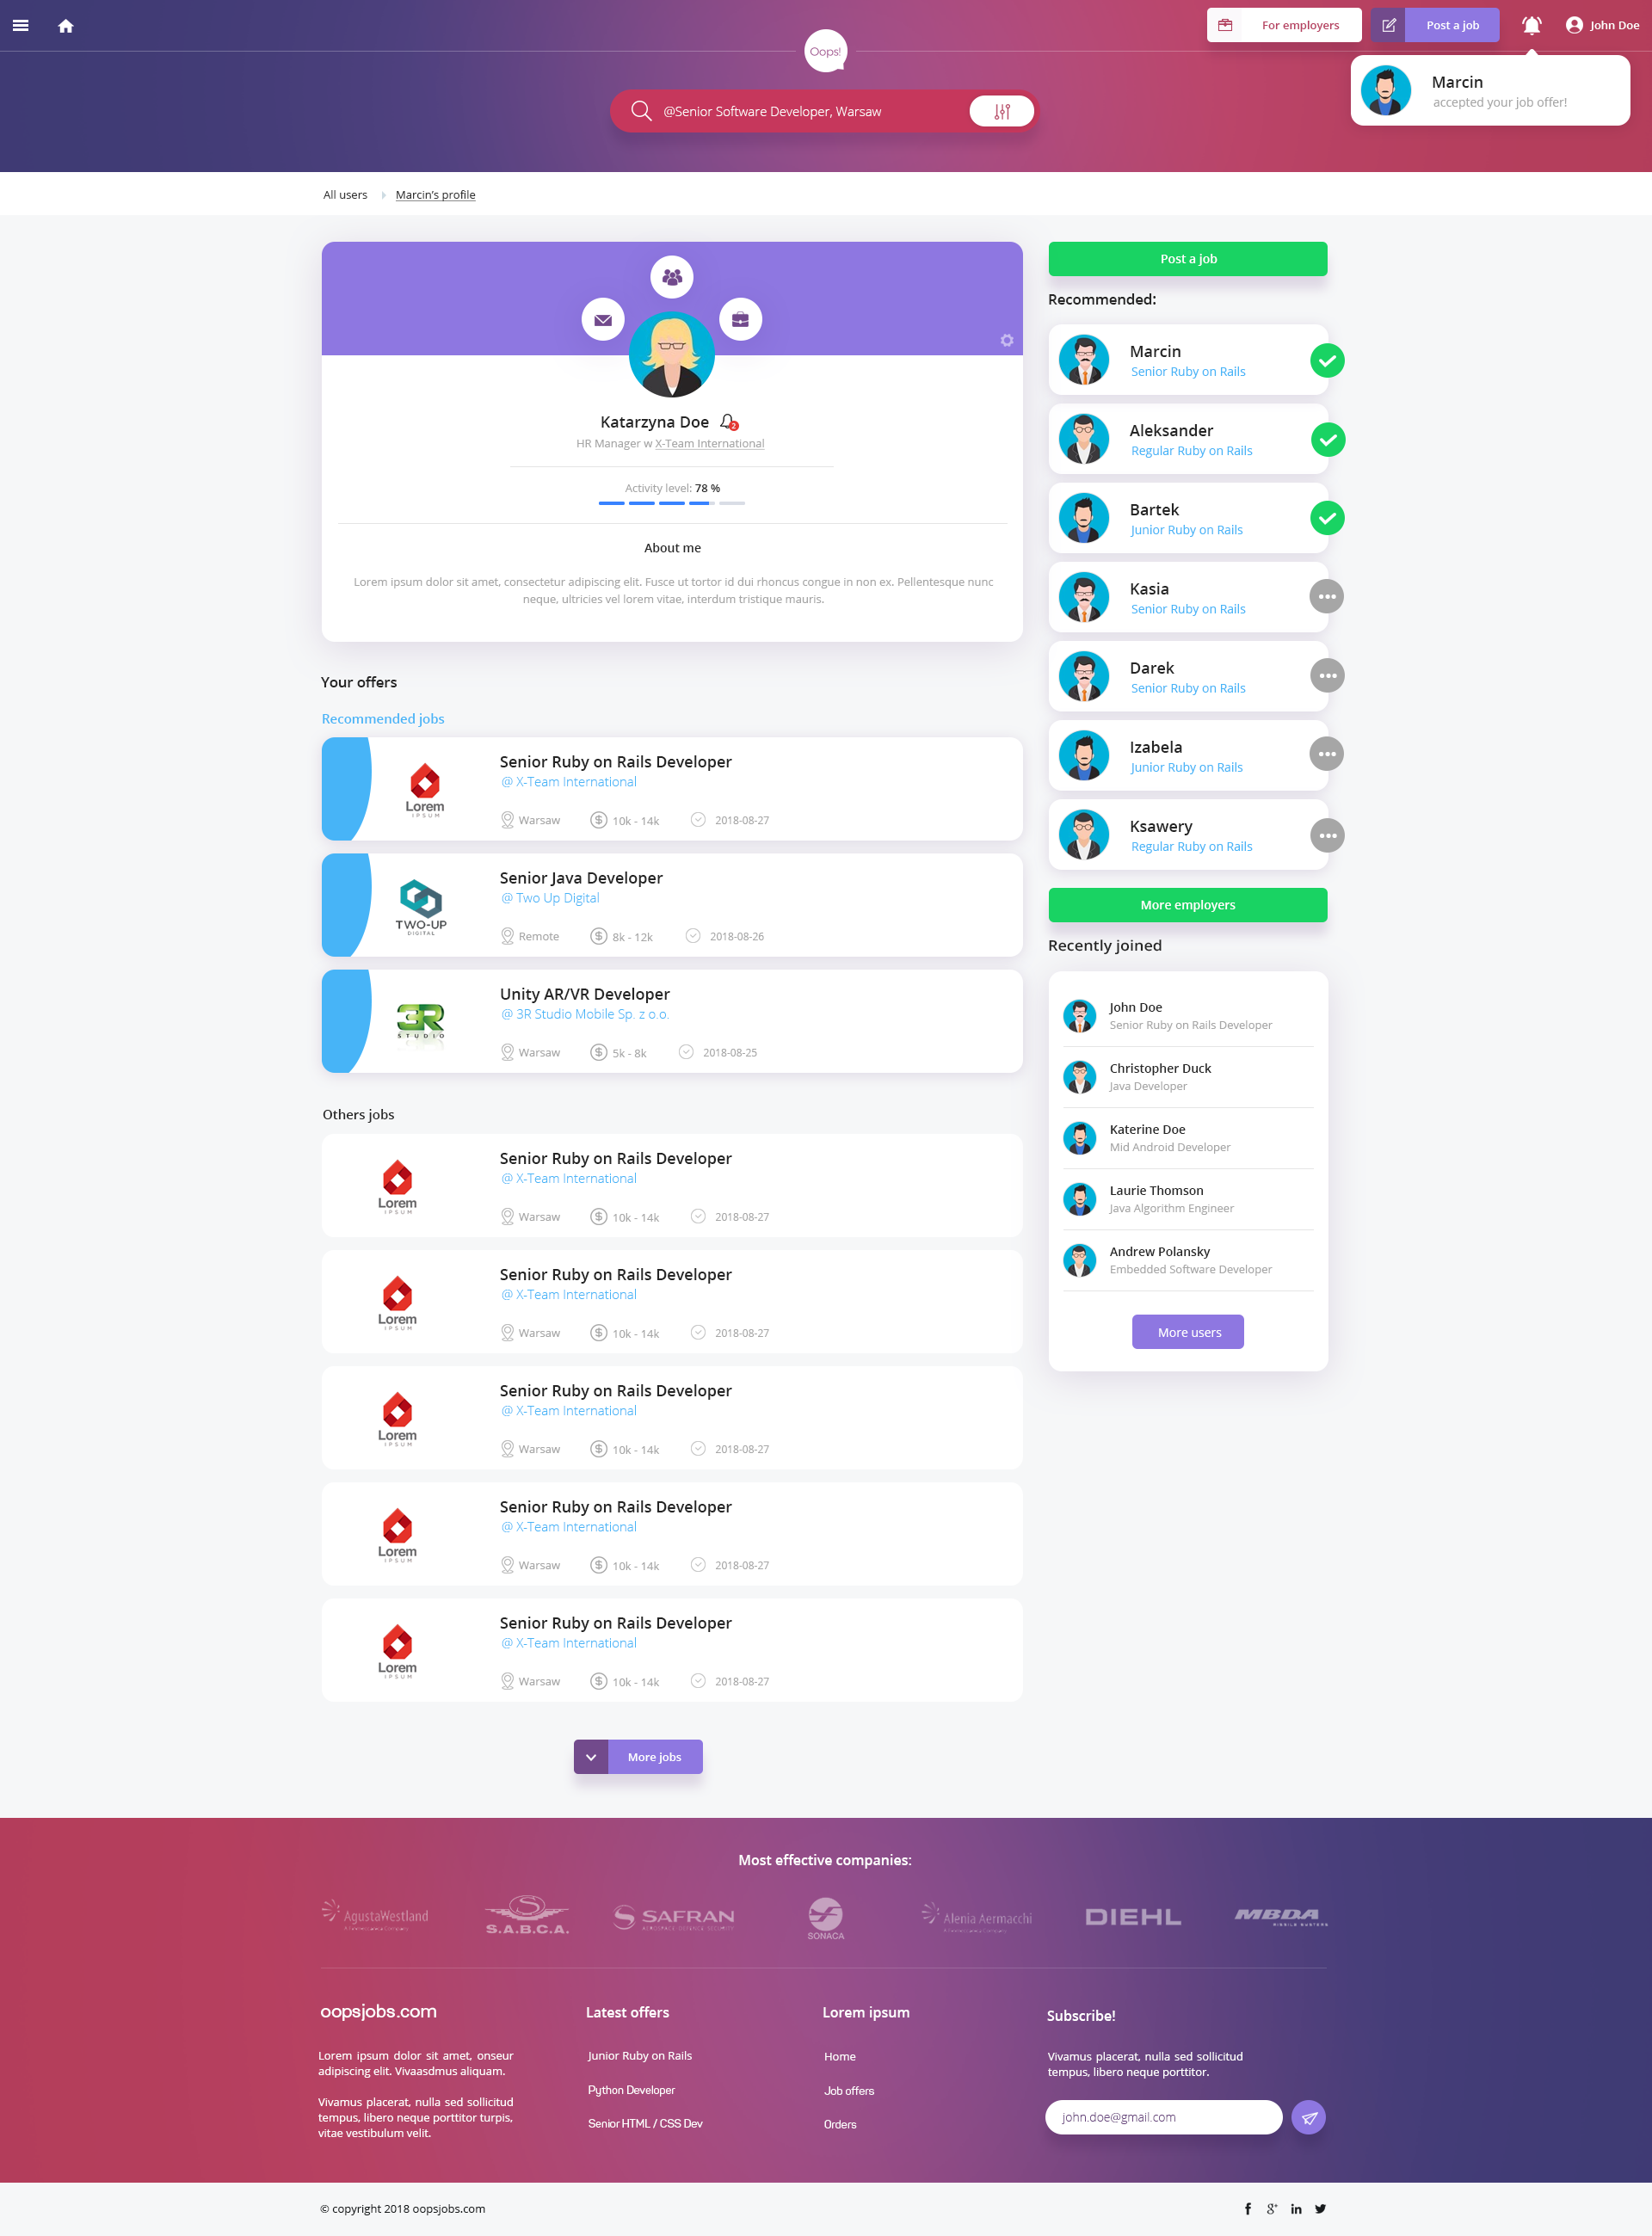 For employers
Post a job
John Doe
Oops!
@Senior Software Developer, Warsaw
Marcin
accepted your job offer!
All users
Marcin's profile
Katarzyna Doe
2
HR Manager w X-Team International
Activity level: 78 %
About me
Lorem ipsum dolor sit amet, consectetur adipiscing elit. Fusce ut tortor id dui rhoncus congue in non ex. Pellentesque nunc
neque, ultricies vel lorem vitae, interdum tristique mauris.
Your offers
Recommended jobs
Lorem
IPSUM
Senior Ruby on Rails Developer
@ X-Team International
Warsaw
10k - 14k
2018-08-27
TWO-UP
DIGITAL
Senior Java Developer
@ Two Up Digital
Remote
8k - 12k
2018-08-26
3R
STUDIO
Unity AR/VR Developer
@ 3R Studio Mobile Sp. z o.o.
Warsaw
5k - 8k
2018-08-25
Others jobs
Lorem
IPSUM
Senior Ruby on Rails Developer
@ X-Team International
Warsaw
10k - 14k
2018-08-27
Lorem
IPSUM
Senior Ruby on Rails Developer
@ X-Team International
Warsaw
10k - 14k
2018-08-27
Lorem
IPSUM
Senior Ruby on Rails Developer
@ X-Team International
Warsaw
10k - 14k
2018-08-27
Lorem
IPSUM
Senior Ruby on Rails Developer
@ X-Team International
Warsaw
10k - 14k
2018-08-27
Lorem
IPSUM
Senior Ruby on Rails Developer
@ X-Team International
Warsaw
10k - 14k
2018-08-27
More jobs
Post a job
Recommended:
Marcin
Senior Ruby on Rails
Aleksander
Regular Ruby on Rails
Bartek
Junior Ruby on Rails
Kasia
Senior Ruby on Rails
Darek
Senior Ruby on Rails
Izabela
Junior Ruby on Rails
Ksawery
Regular Ruby on Rails
More employers
Recently joined
John Doe
Senior Ruby on Rails Developer
Christopher Duck
Java Developer
Katerine Doe
Mid Android Developer
Laurie Thomson
Java Algorithm Engineer
Andrew Polansky
Embedded Software Developer
More users
Most effective companies:
AgustaWestland
S.A.B.C.A.
SAFRAN
SONACA
Alenia Aermacchi
DIEHL
MBDA
MISSILE SYSTEMS
oopsjobs.com
Lorem ipsum dolor sit amet, onseur
adipiscing elit. Vivaasdmus aliquam.
Vivamus placerat, nulla sed sollicitud
tempus, libero neque porttitor turpis,
vitae vestibulum velit.
Latest offers
Junior Ruby on Rails
Python Developer
Senior HTML / CSS Dev
Lorem ipsum
Home
Job offers
Orders
Subscribe!
Vivamus placerat, nulla sed sollicitud
tempus, libero neque porttitor.
john.doe@gmail.com
© copyright 2018 oopsjobs.com